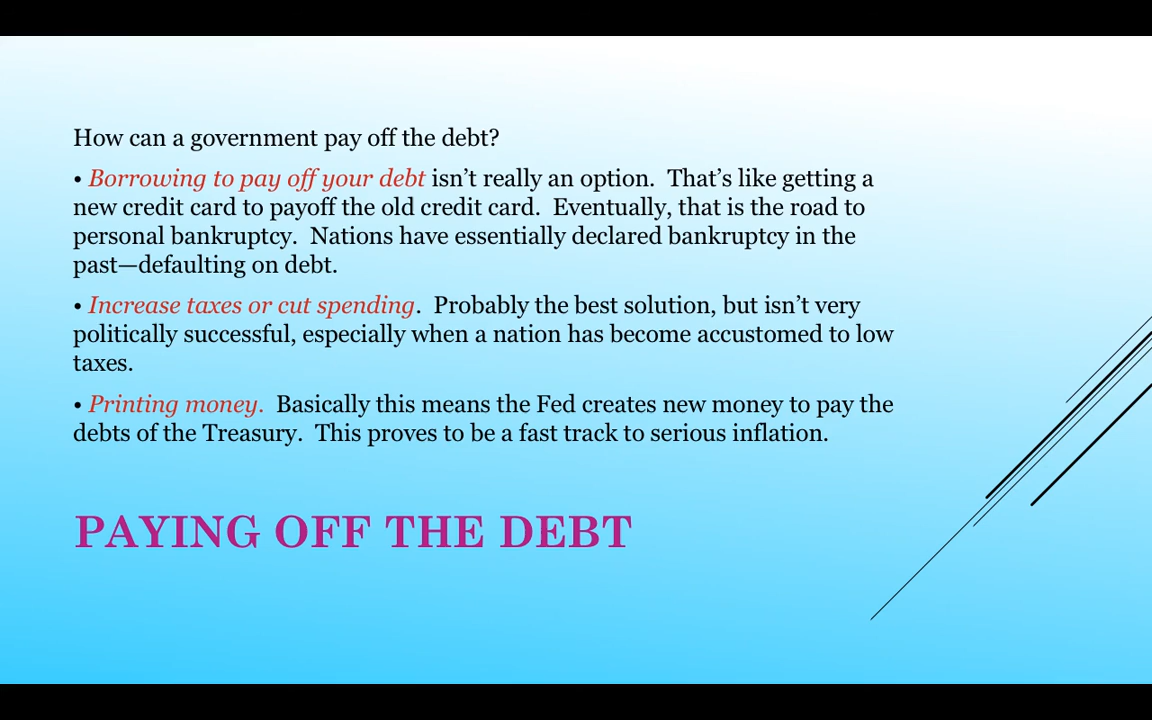 How can a government pay off the debt?
• Borrowing to pay off your debt isn’t really an option.  That’s like getting a
new credit card to payoff the old credit card.  Eventually, that is the road to
personal bankruptcy.  Nations have essentially declared bankruptcy in the
past—defaulting on debt.
• Increase taxes or cut spending.  Probably the best solution, but isn’t very
politically successful, especially when a nation has become accustomed to low
taxes.
• Printing money.  Basically this means the Fed creates new money to pay the
debts of the Treasury.  This proves to be a fast track to serious inflation.
PAYING OFF THE DEBT